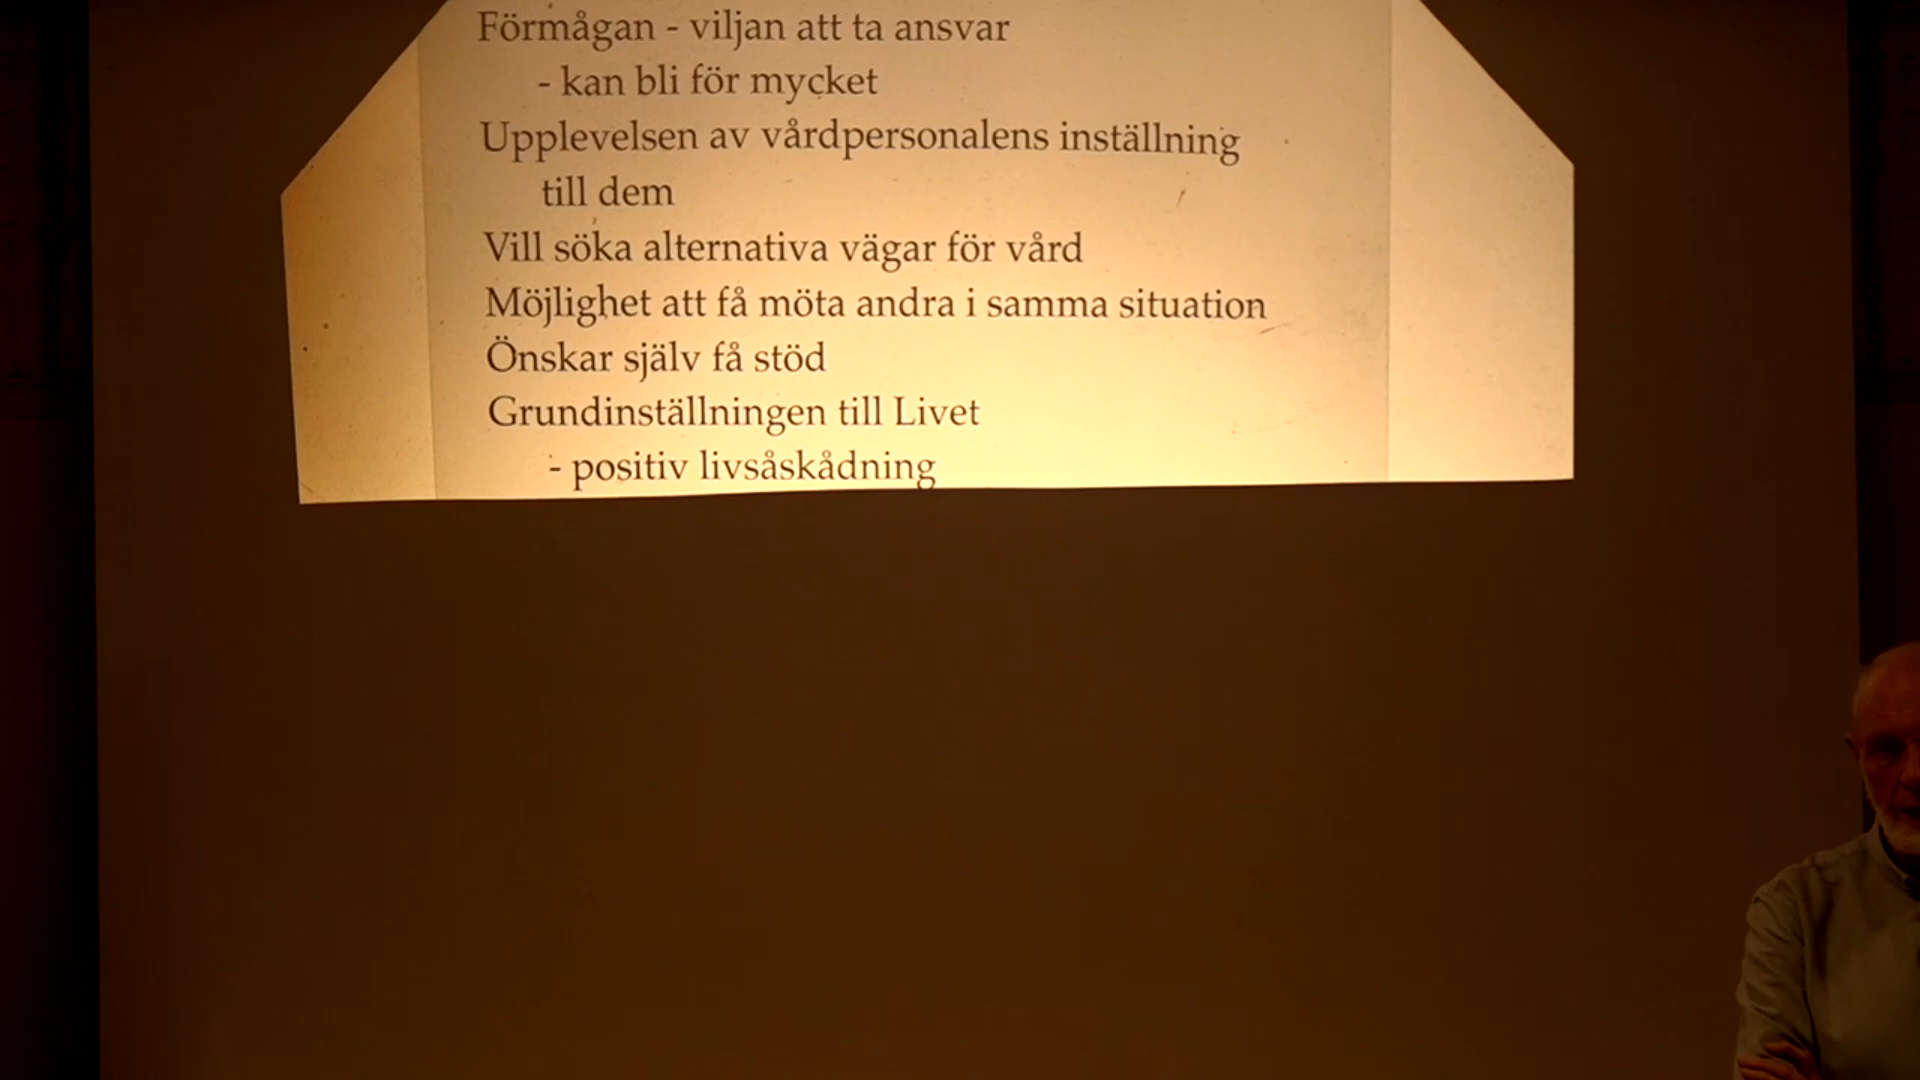 Förmågan - viljan att ta ansvar
- kan bli för mycket
Upplevelsen av vårdpersonalens inställning
till dem
Vill söka alternativa vägar för vård
Möjlighet att få möta andra i samma situation
Önskar själv få stöd
Grundinställningen till Livet
- positiv livsåskådning